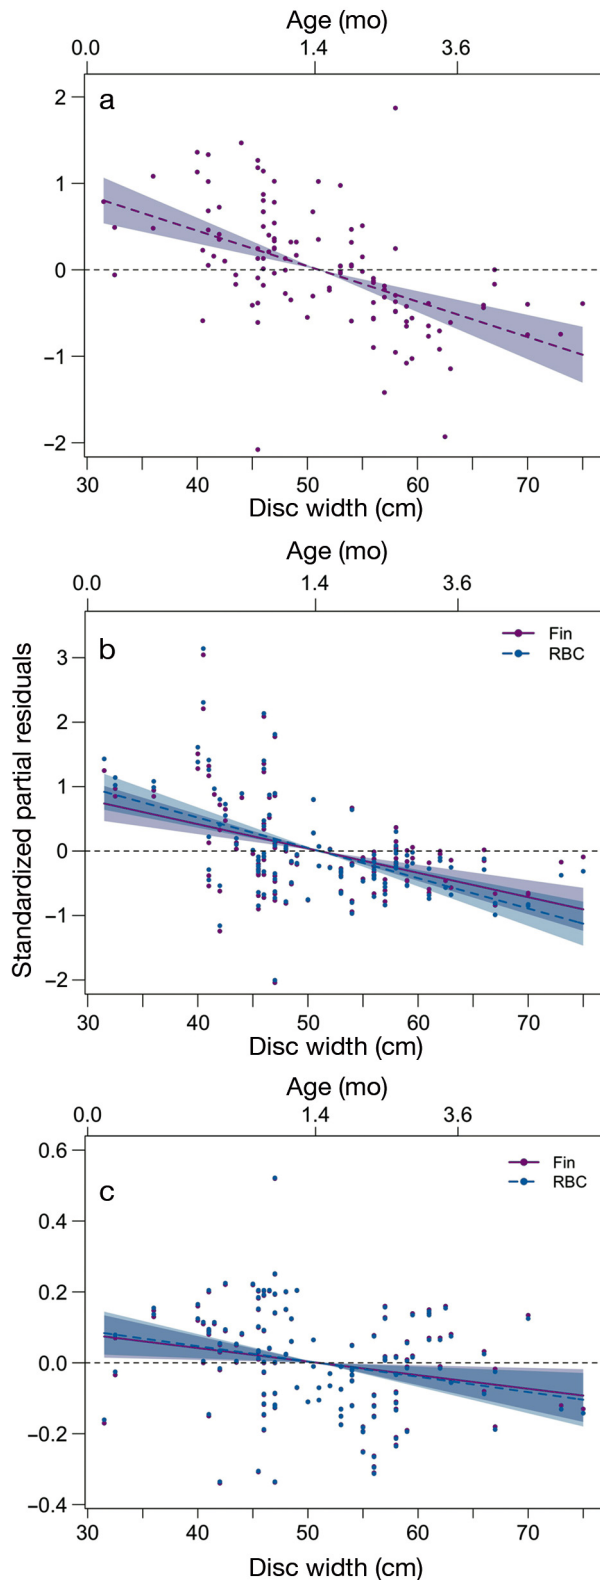 Age (mo)
0.0 1.4 3.6
a
2
1
0
−1
−2
30 40 50 60 70
Disc width (cm)
Age (mo)
0.0 1.4 3.6
b
Fin
RBC
Standardized partial residuals
3
2
1
0
−1
−2
30 40 50 60 70
Disc width (cm)
Age (mo)
0.0 1.4 3.6
0.6
c
Fin
RBC
0.4
0.2
0.0
−0.2
−0.4
30 40 50 60 70
Disc width (cm)